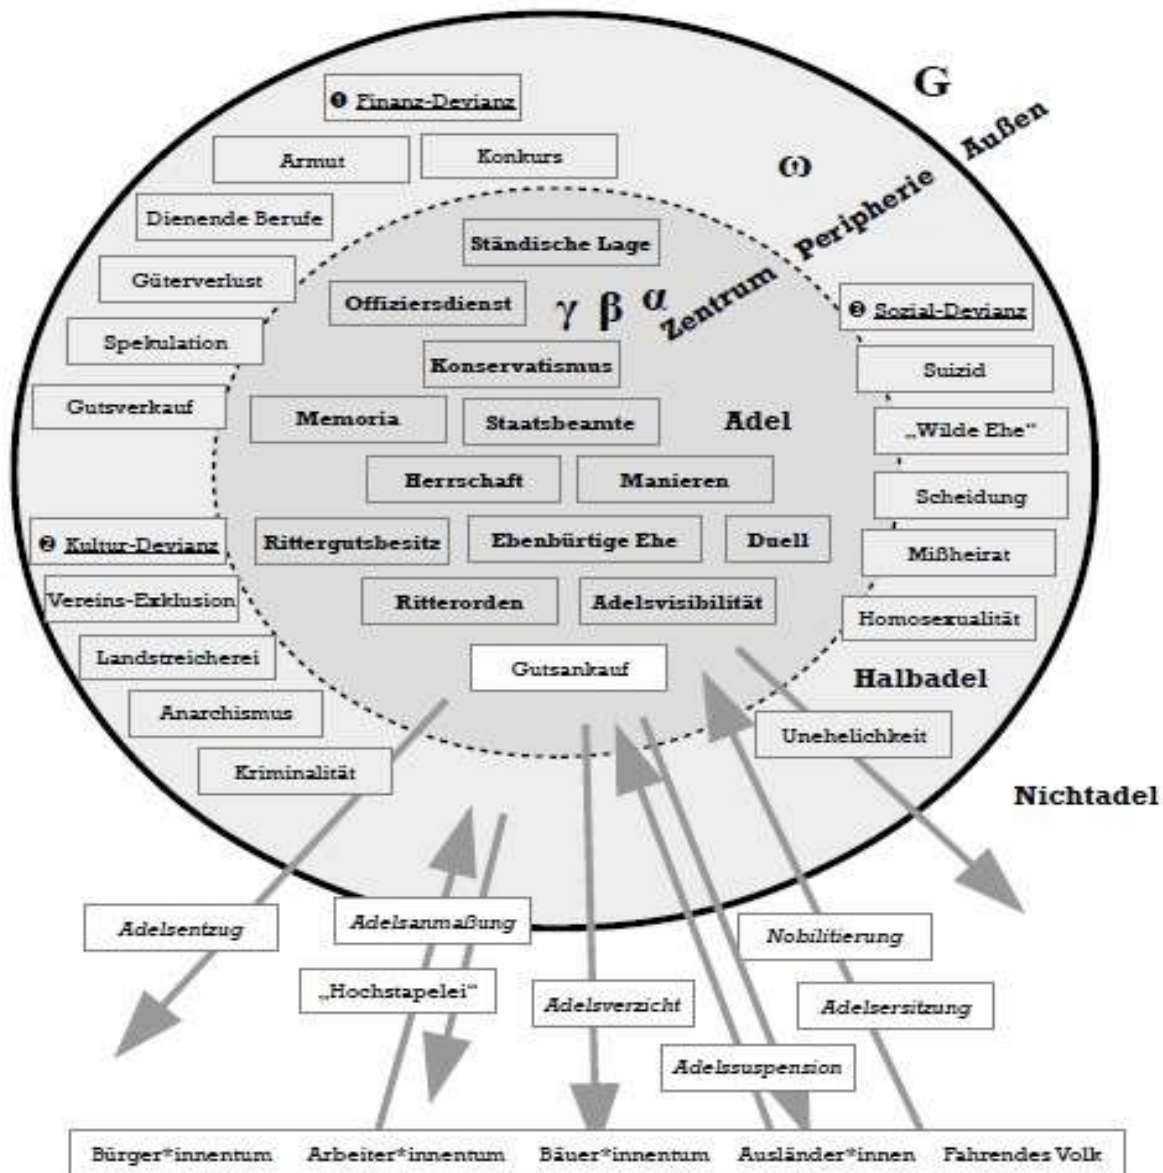 G
Außen
❶ Finanz-Devianz
ω
Armut
Konkurs
Peripherie
Dienende Berufe
Ständische Lage
Güterverlust
Offiziersdienst
γ β α
Zentrum
❸ Sozial-Devianz
Spekulation
Konservatismus
Suizid
Gutsverkauf
Memoria
Staatsbeamte
Adel
„Wilde Ehe“
Herrschaft
Manieren
Scheidung
❷ Kultur-Devianz
Rittergutsbesitz
Ebenbürtige Ehe
Duell
Mißheirat
Vereins-Exklusion
Ritterorden
Adelsvisibilität
Homosexualität
Landstreicherei
Gutsankauf
Halbadel
Anarchismus
Unehelichkeit
Kriminalität
Nichtadel
Adelsentzug
Adelsanmaßung
Nobilitierung
„Hochstapelei“
Adelsverzicht
Adelsersitzung
Adelssuspension
Bürger*innentum Arbeiter*innentum Bäuer*innentum Ausländer*innen Fahrendes Volk